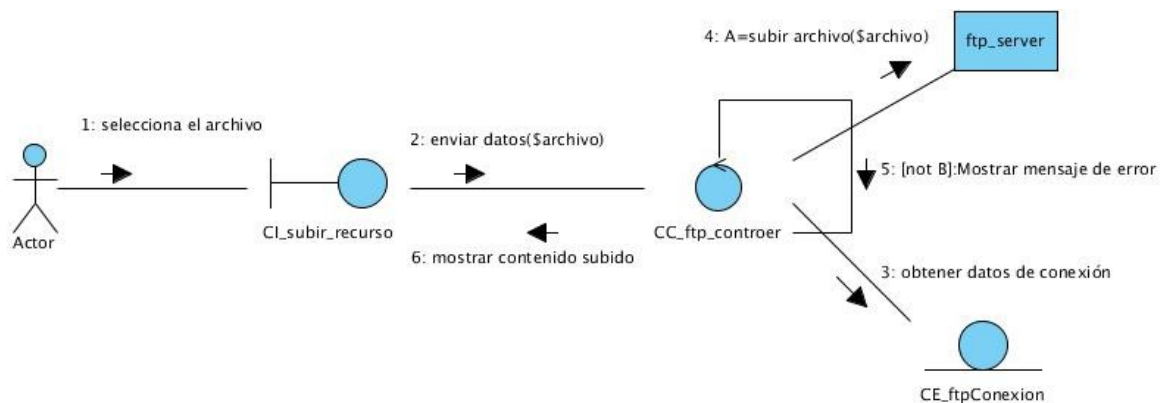 4: A=subir archivo($archivo)
ftp_server
1: selecciona el archivo
2: enviar datos($archivo)
5: [not B]:Mostrar mensaje de error
Actor
CI_subir_recurso
CC_ftp_controer
6: mostrar contenido subido
3: obtener datos de conexión
CE_ftpConexion